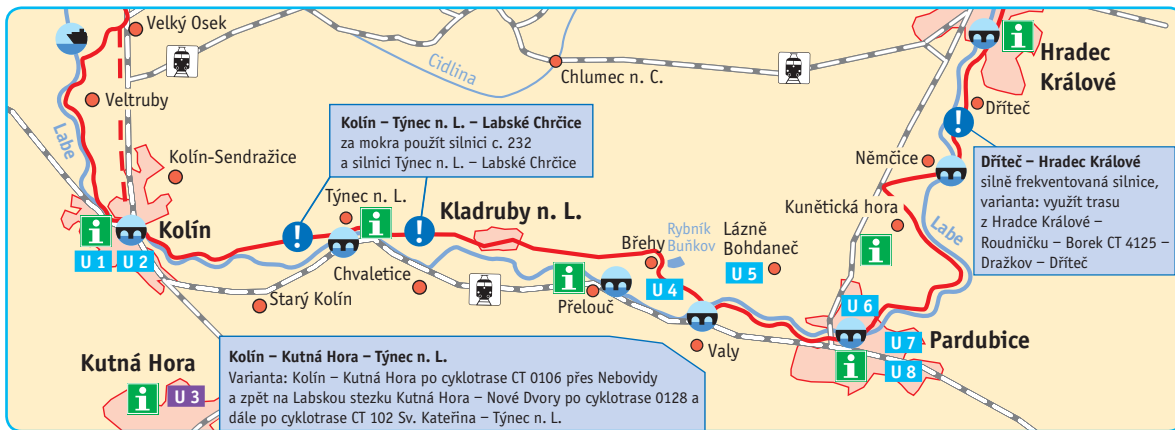 Velký Osek
Veltruby
Labe
Kolín-Sendražice
Kolín
U 1
U 2
Starý Kolín
Kutná Hora
U 3
Cidlina
Chlumec n. C.
Kolín – Týnec n. L. – Labské Chrčice
za mokra použít silnici c. 232
a silnici Týnec n. L. – Labské Chrčice
Týnec n. L.
Kladruby n. L.
Chvaletice
Přelouč
Břehy
Rybník
Buňkov
U 4
Lázně
Bohdaneč
U 5
Valy
Hradec
Králové
Dříteč
Němčice
Kunětická hora
Labe
Dříteč – Hradec Králové
silně frekventovaná silnice,
varianta: využít trasu
z Hradce Králové –
Roudničku – Borek CT 4125 –
Dražkov – Dříteč
U 6
Pardubice
U 7
U 8
Kolín – Kutná Hora – Týnec n. L.
Varianta: Kolín – Kutná Hora po cyklotrase CT 0106 přes Nebovidy
a zpět na Labskou stezku Kutná Hora – Nové Dvory po cyklotrase 0128 a
dále po cyklotrase CT 102 Sv. Kateřina – Týnec n. L.